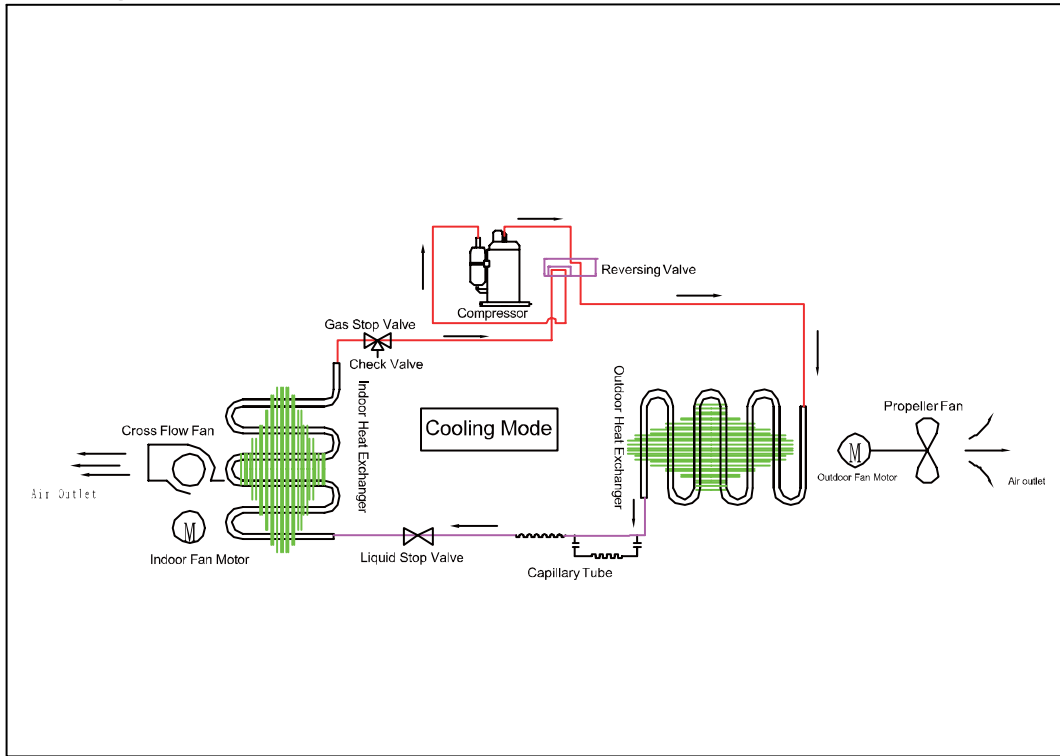 Reversing Valve
Compressor
Gas Stop Valve
Check Valve
Indoor Heat Exchanger
Outdoor Heat Exchanger
Cooling Mode
Cross Flow Fan
Air Outlet
M
Indoor Fan Motor
Liquid Stop Valve
Capillary Tube
Propeller Fan
M
Outdoor Fan Motor
Air outlet